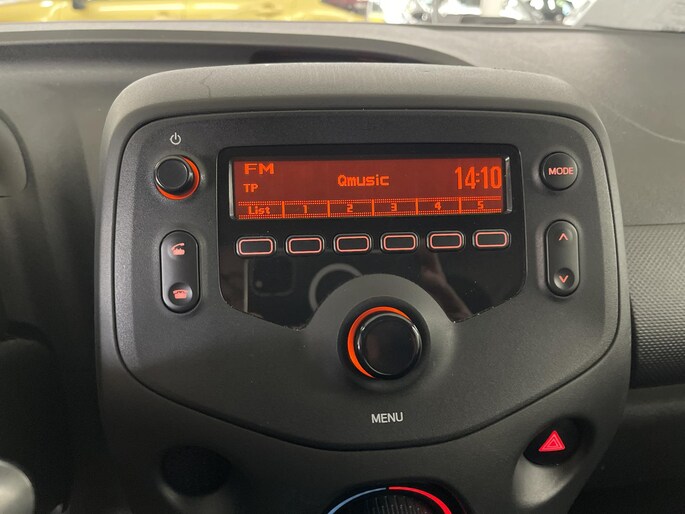 FM
TP
Qmusic
14:10
List 1 2 3 4 5
MODE
MENU